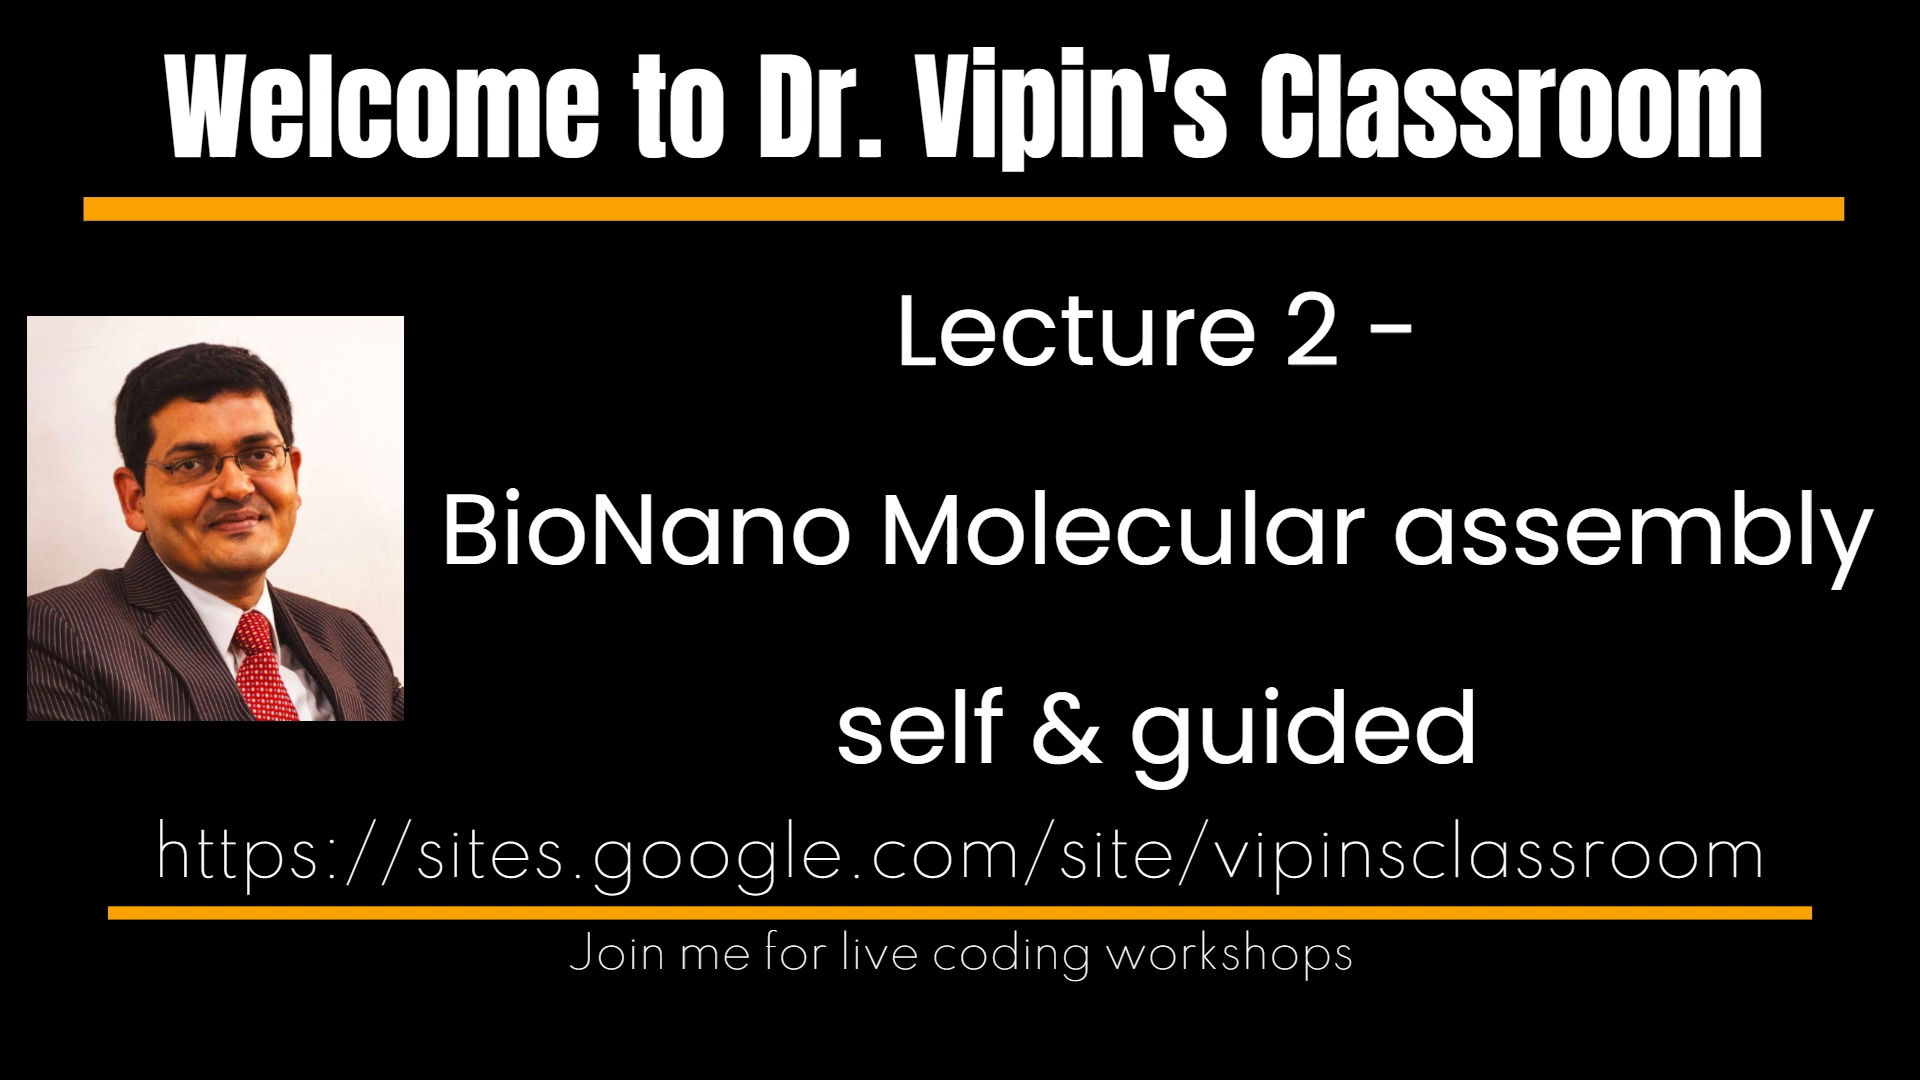 Welcome to Dr. Vipin's Classroom
Lecture 2 -
BioNano Molecular assembly
self & guided
https://sites.google.com/site/vipinsclassroom
Join me for live coding workshops